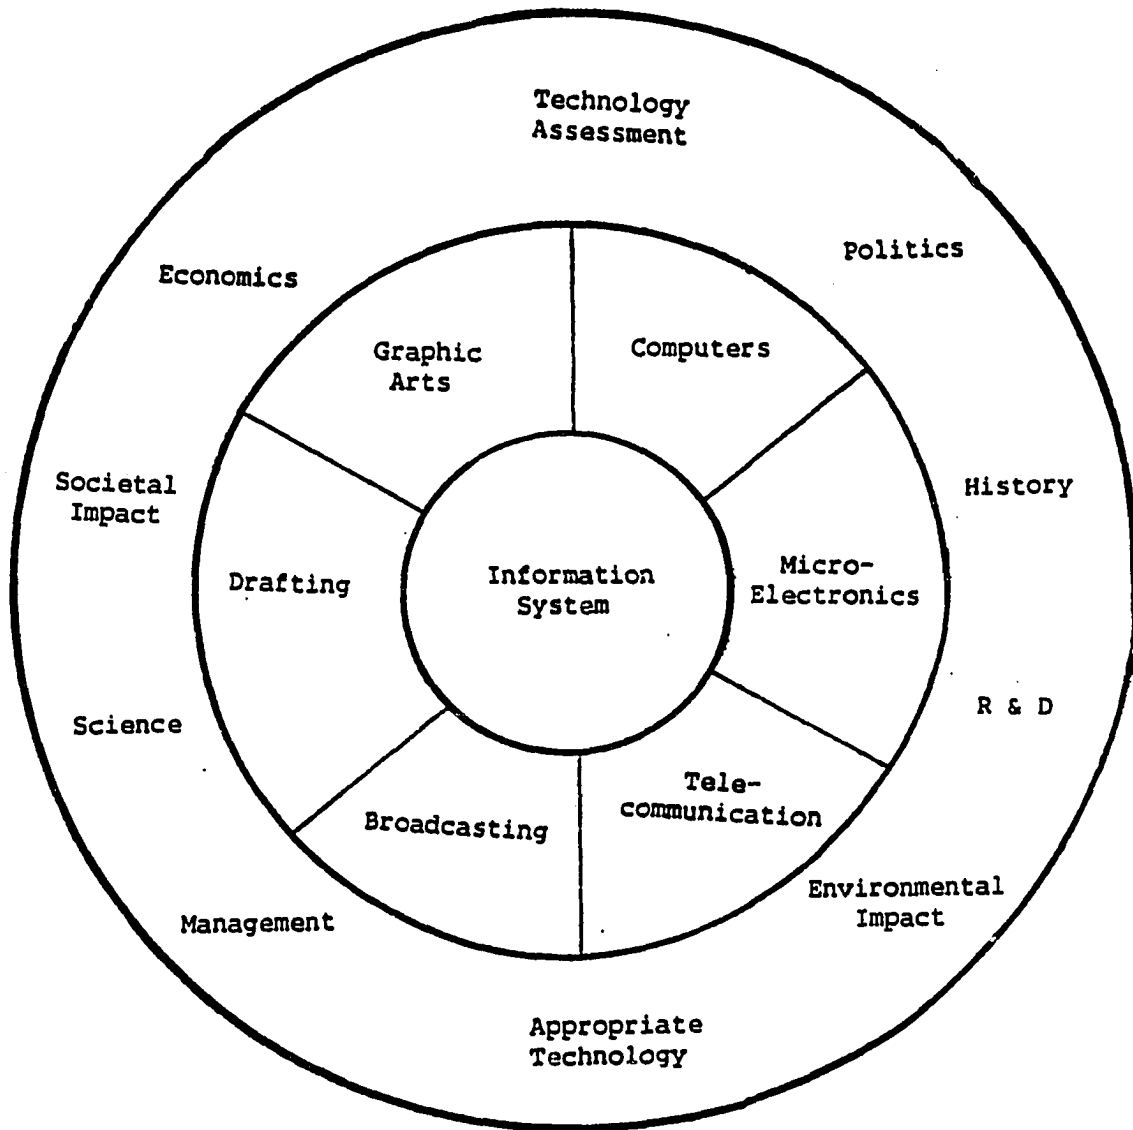 Technology
Assessment
Politics
Economics
Graphic
Arts
Computers
Societal
Impact
History
Drafting
Information
System
Micro-
Electronics
Science
R & D
Tele-
communication
Broadcasting
Environmental
Impact
Management
Appropriate
Technology